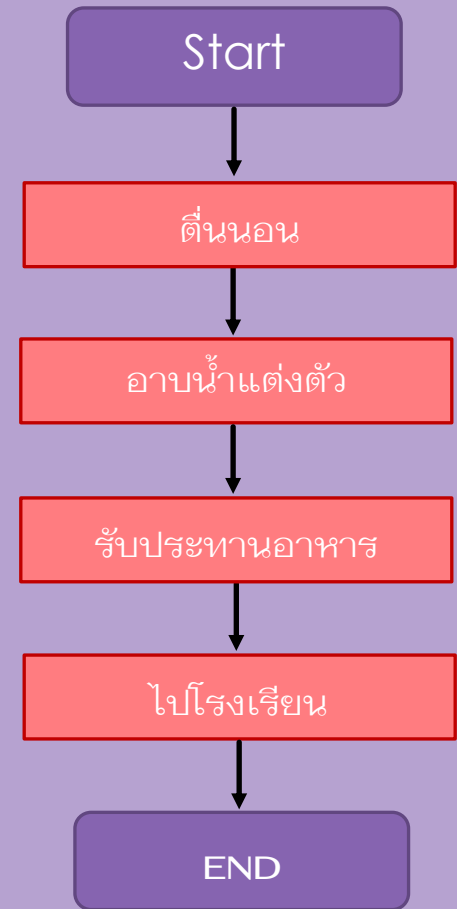 Start
ตื่นนอน
อาบน้ำแต่งตัว
รับประทานอาหาร
ไปโรงเรียน
END